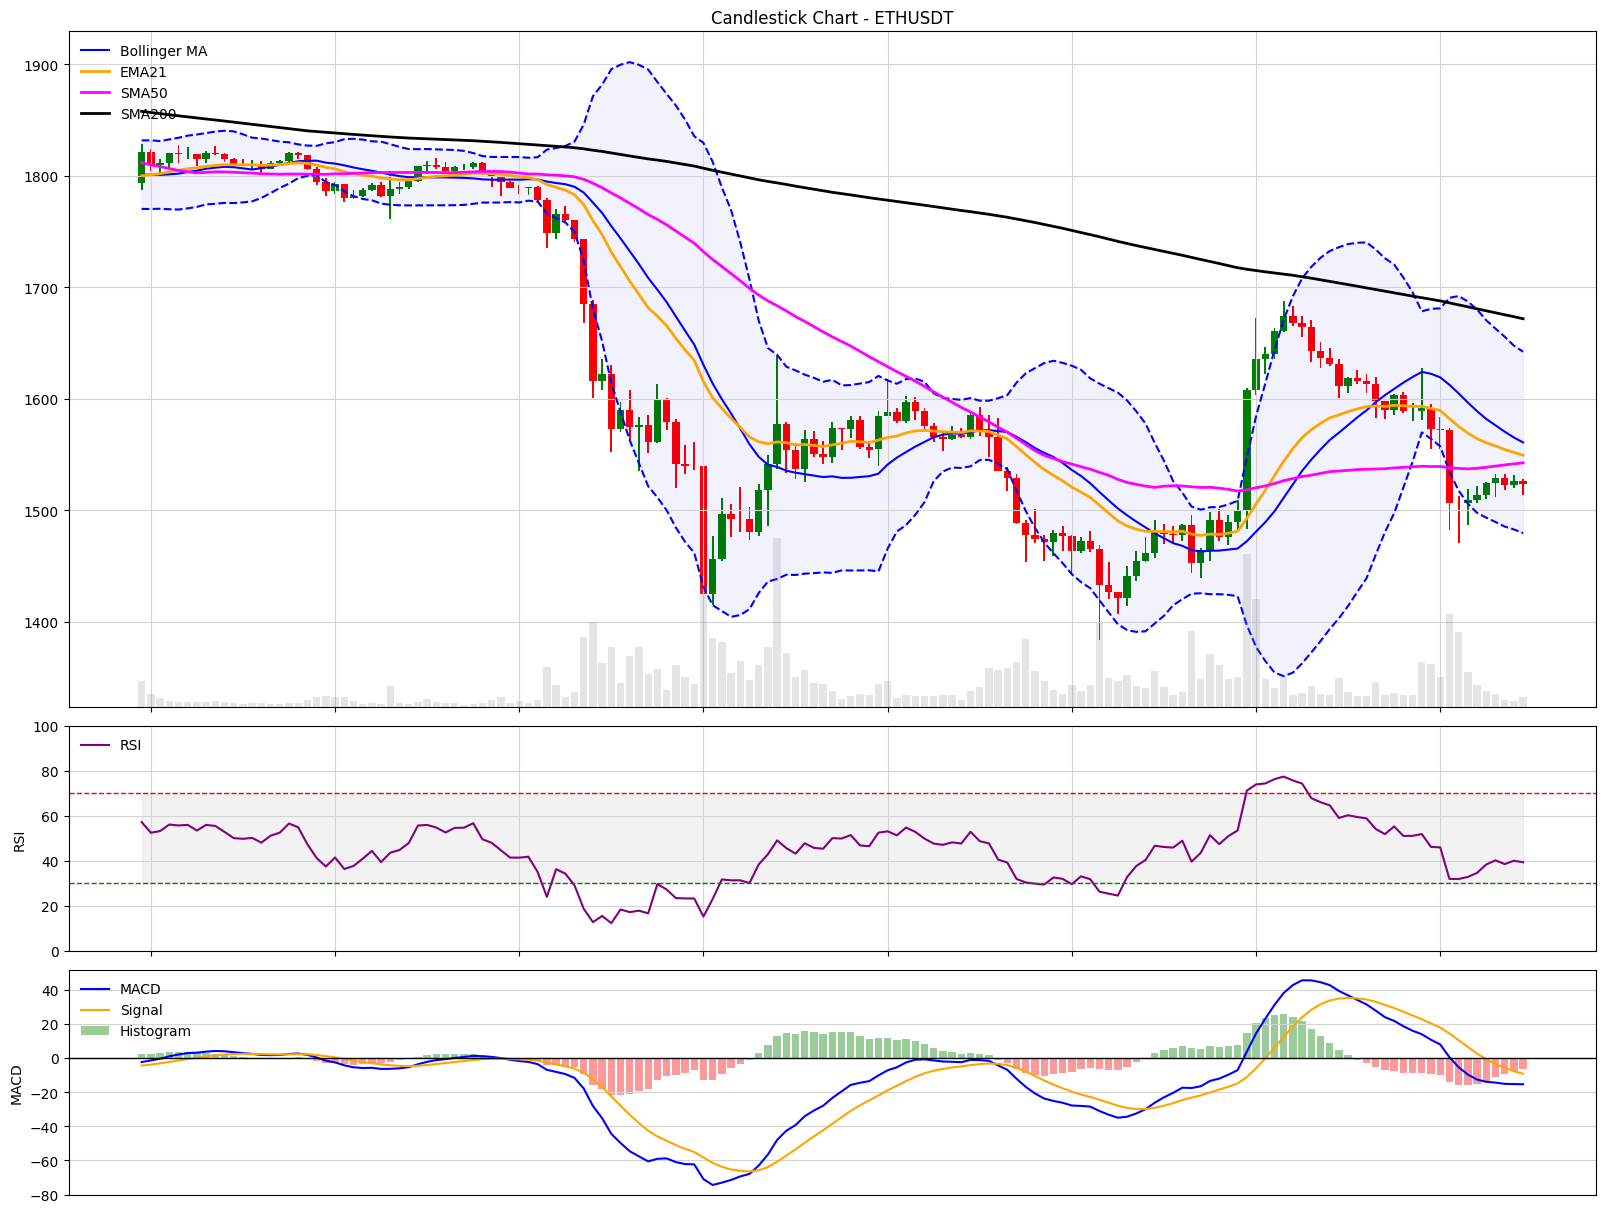 Candlestick Chart - ETHUSDT
Bollinger MA
EMA21
SMA50
SMA200
1900
1800
1700
1600
1500
1400
RSI
100
80
60
40
20
0
RSI
MACD
Signal
Histogram
40
20
0
−20
−40
−60
−80
MACD